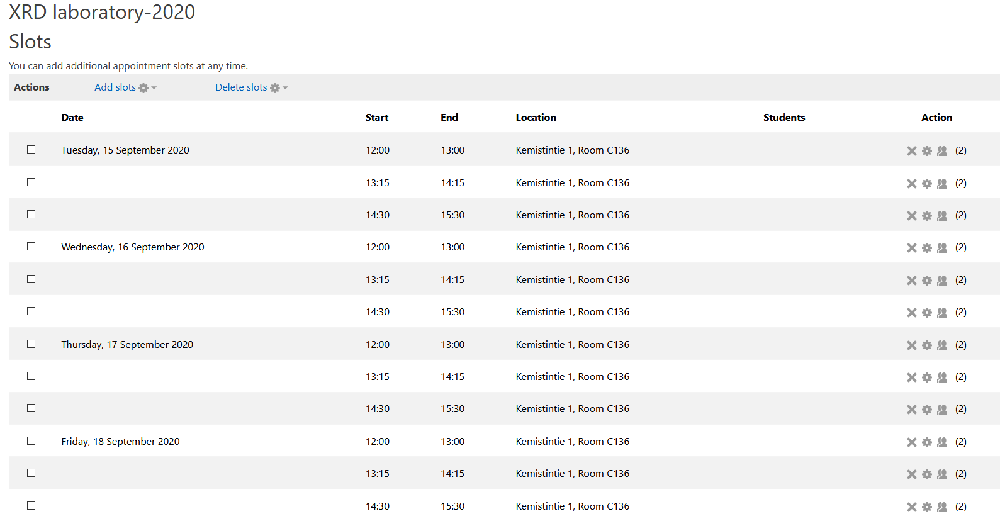 XRD laboratory-2020
Slots
You can add additional appointment slots at any time.
Actions Add slots Delete slots
Date Start End Location Students Action
Tuesday, 15 September 2020 12:00 13:00 Kemistintie 1, Room C136 (2)
13:15 14:15 Kemistintie 1, Room C136 (2)
14:30 15:30 Kemistintie 1, Room C136 (2)
Wednesday, 16 September 2020 12:00 13:00 Kemistintie 1, Room C136 (2)
13:15 14:15 Kemistintie 1, Room C136 (2)
14:30 15:30 Kemistintie 1, Room C136 (2)
Thursday, 17 September 2020 12:00 13:00 Kemistintie 1, Room C136 (2)
13:15 14:15 Kemistintie 1, Room C136 (2)
14:30 15:30 Kemistintie 1, Room C136 (2)
Friday, 18 September 2020 12:00 13:00 Kemistintie 1, Room C136 (2)
13:15 14:15 Kemistintie 1, Room C136 (2)
14:30 15:30 Kemistintie 1, Room C136 (2)